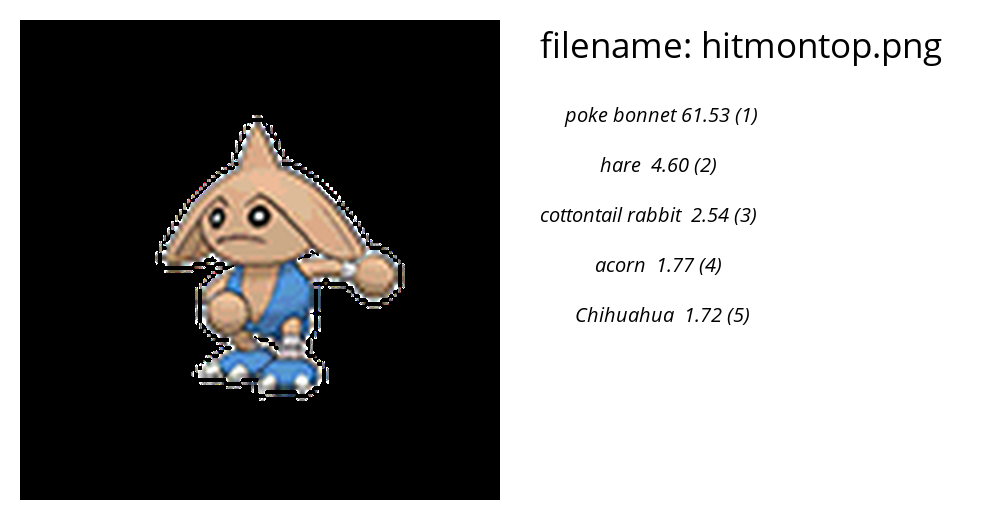 filename: hitmontop.png
poke bonnet 61.53 (1)
hare 4.60 (2)
cottontail rabbit 2.54 (3)
acorn 1.77 (4)
Chihuahua 1.72 (5)